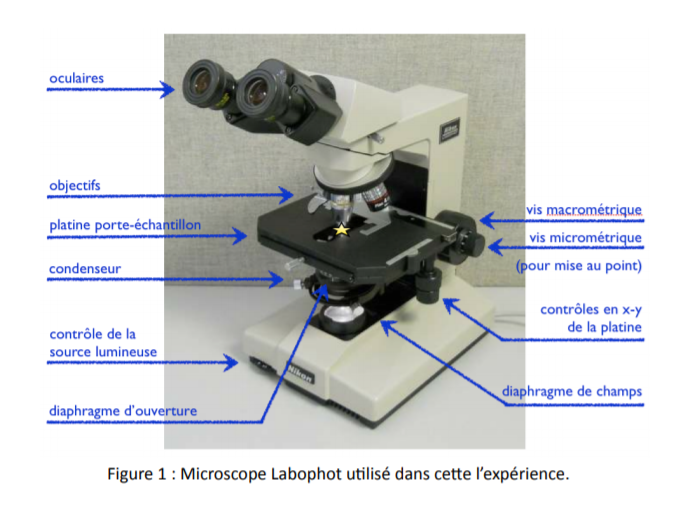 oculaires
objectifs
platine porte-échantillon
condenseur
contrôle de la
source lumineuse
diaphragme d'ouverture
Nikon
Nikon
vis macrométrique
vis micrométrique
(pour mise au point)
contrôles en x-y
de la platine
diaphragme de champs
Figure 1 : Microscope Labophot utilisé dans cette l'expérience.